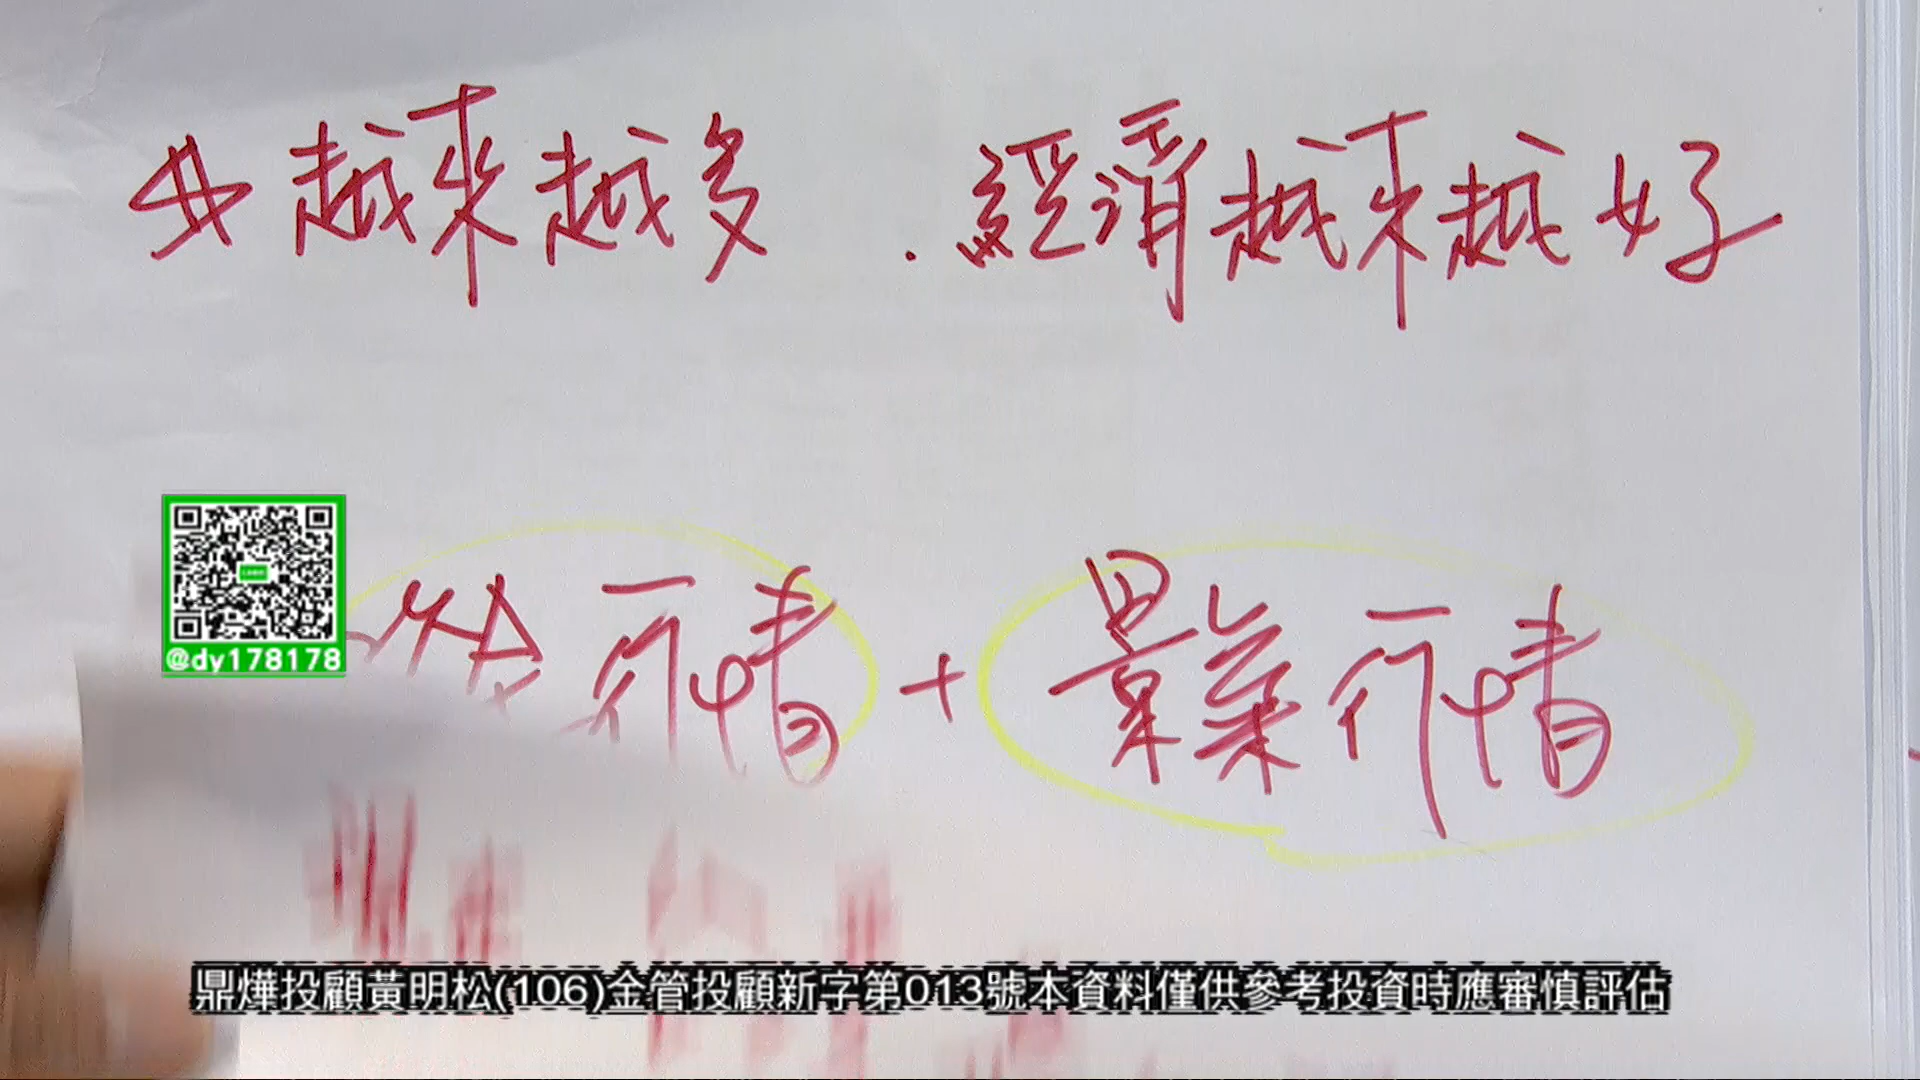 越來越多．經濟越來越好
行情 + 景業行情
@dy178178
鼎燁投顧黃明松(106)金管投顧新字第013號本資料僅供參考投資時應審慎評估